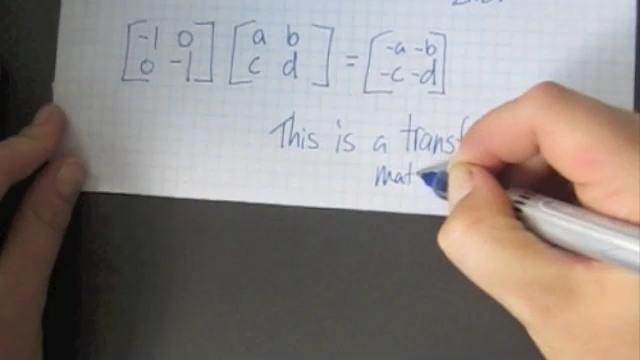 [-1 0] [a b] = [-a -b]
[0 -1] [c d] [-c -d]
This is a transf
mat